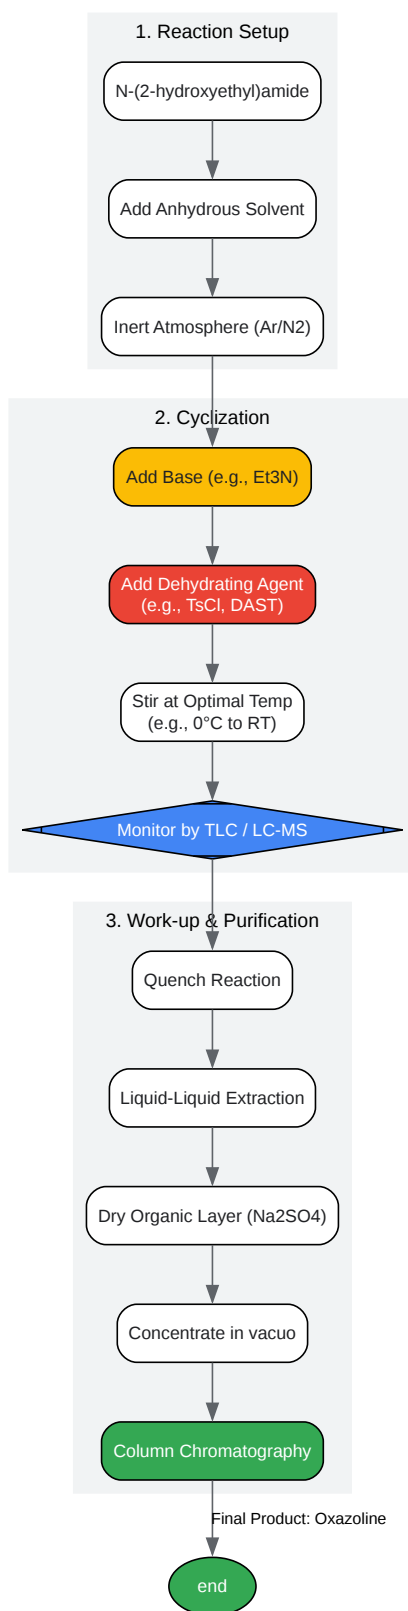 1. Reaction Setup
N-(2-hydroxyethyl)amide
Add Anhydrous Solvent
Inert Atmosphere (Ar/N2)
2. Cyclization
Add Base (e.g., Et3N)
Add Dehydrating Agent
(e.g., TsCl, DAST)
Stir at Optimal Temp
(e.g., 0°C to RT)
Monitor by TLC / LC-MS
3. Work-up & Purification
Quench Reaction
Liquid-Liquid Extraction
Dry Organic Layer (Na2SO4)
Concentrate in vacuo
Column Chromatography
Final Product: Oxazoline
end